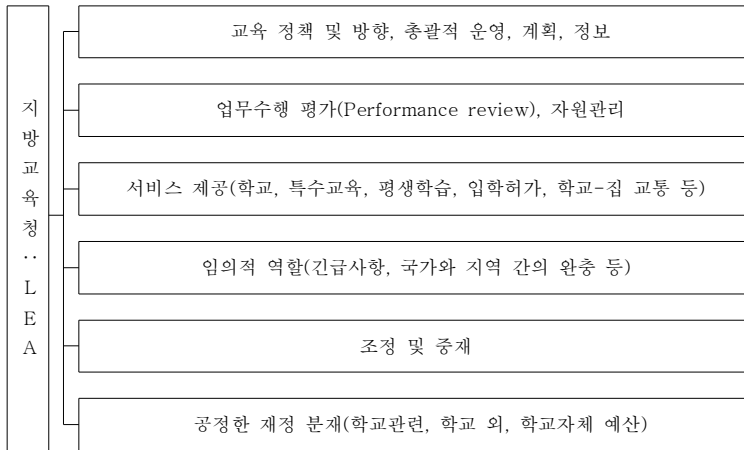 지방교육청:LEA
교육 정책 및 방향, 총괄적 운영, 계획, 정보
업무수행 평가(Performance review), 자원관리
서비스 제공(학교, 특수교육, 평생학습, 입학허가, 학교-집 교통 등)
임의적 역할(긴급사항, 국가와 지역 간의 완충 등)
조정 및 중재
공정한 재정 분재(학교관련, 학교 외, 학교자체 예산)